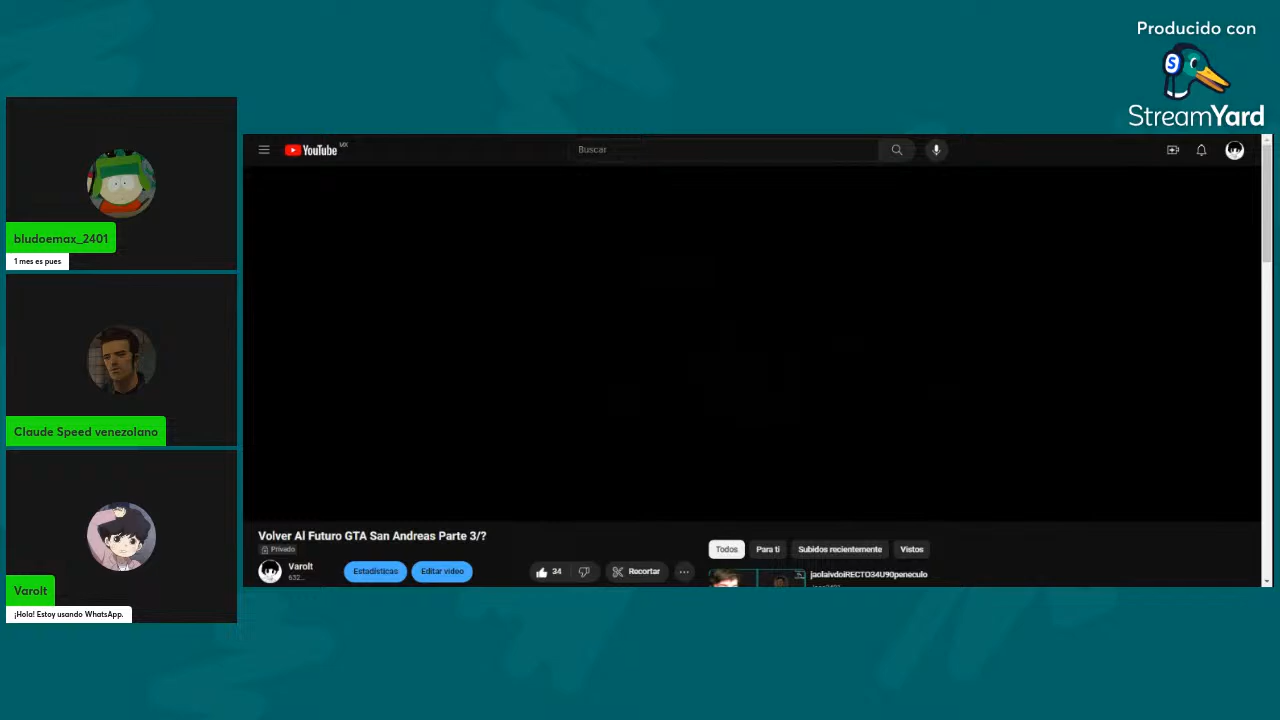 Producido con
StreamYard
YouTube MX
Buscar
bludoemax_2401
1 mes es pues
Claude Speed venezolano
Varolt
¡Hola! Estoy usando WhatsApp.
Volver Al Futuro GTA San Andreas Parte 3/?
Privado
Varolt
632...
Estadísticas
Editar video
34
Recortar
Todos
Para ti
Subidos recientemente
Vistos
jaolaivdoiRECTO34U90peneculo